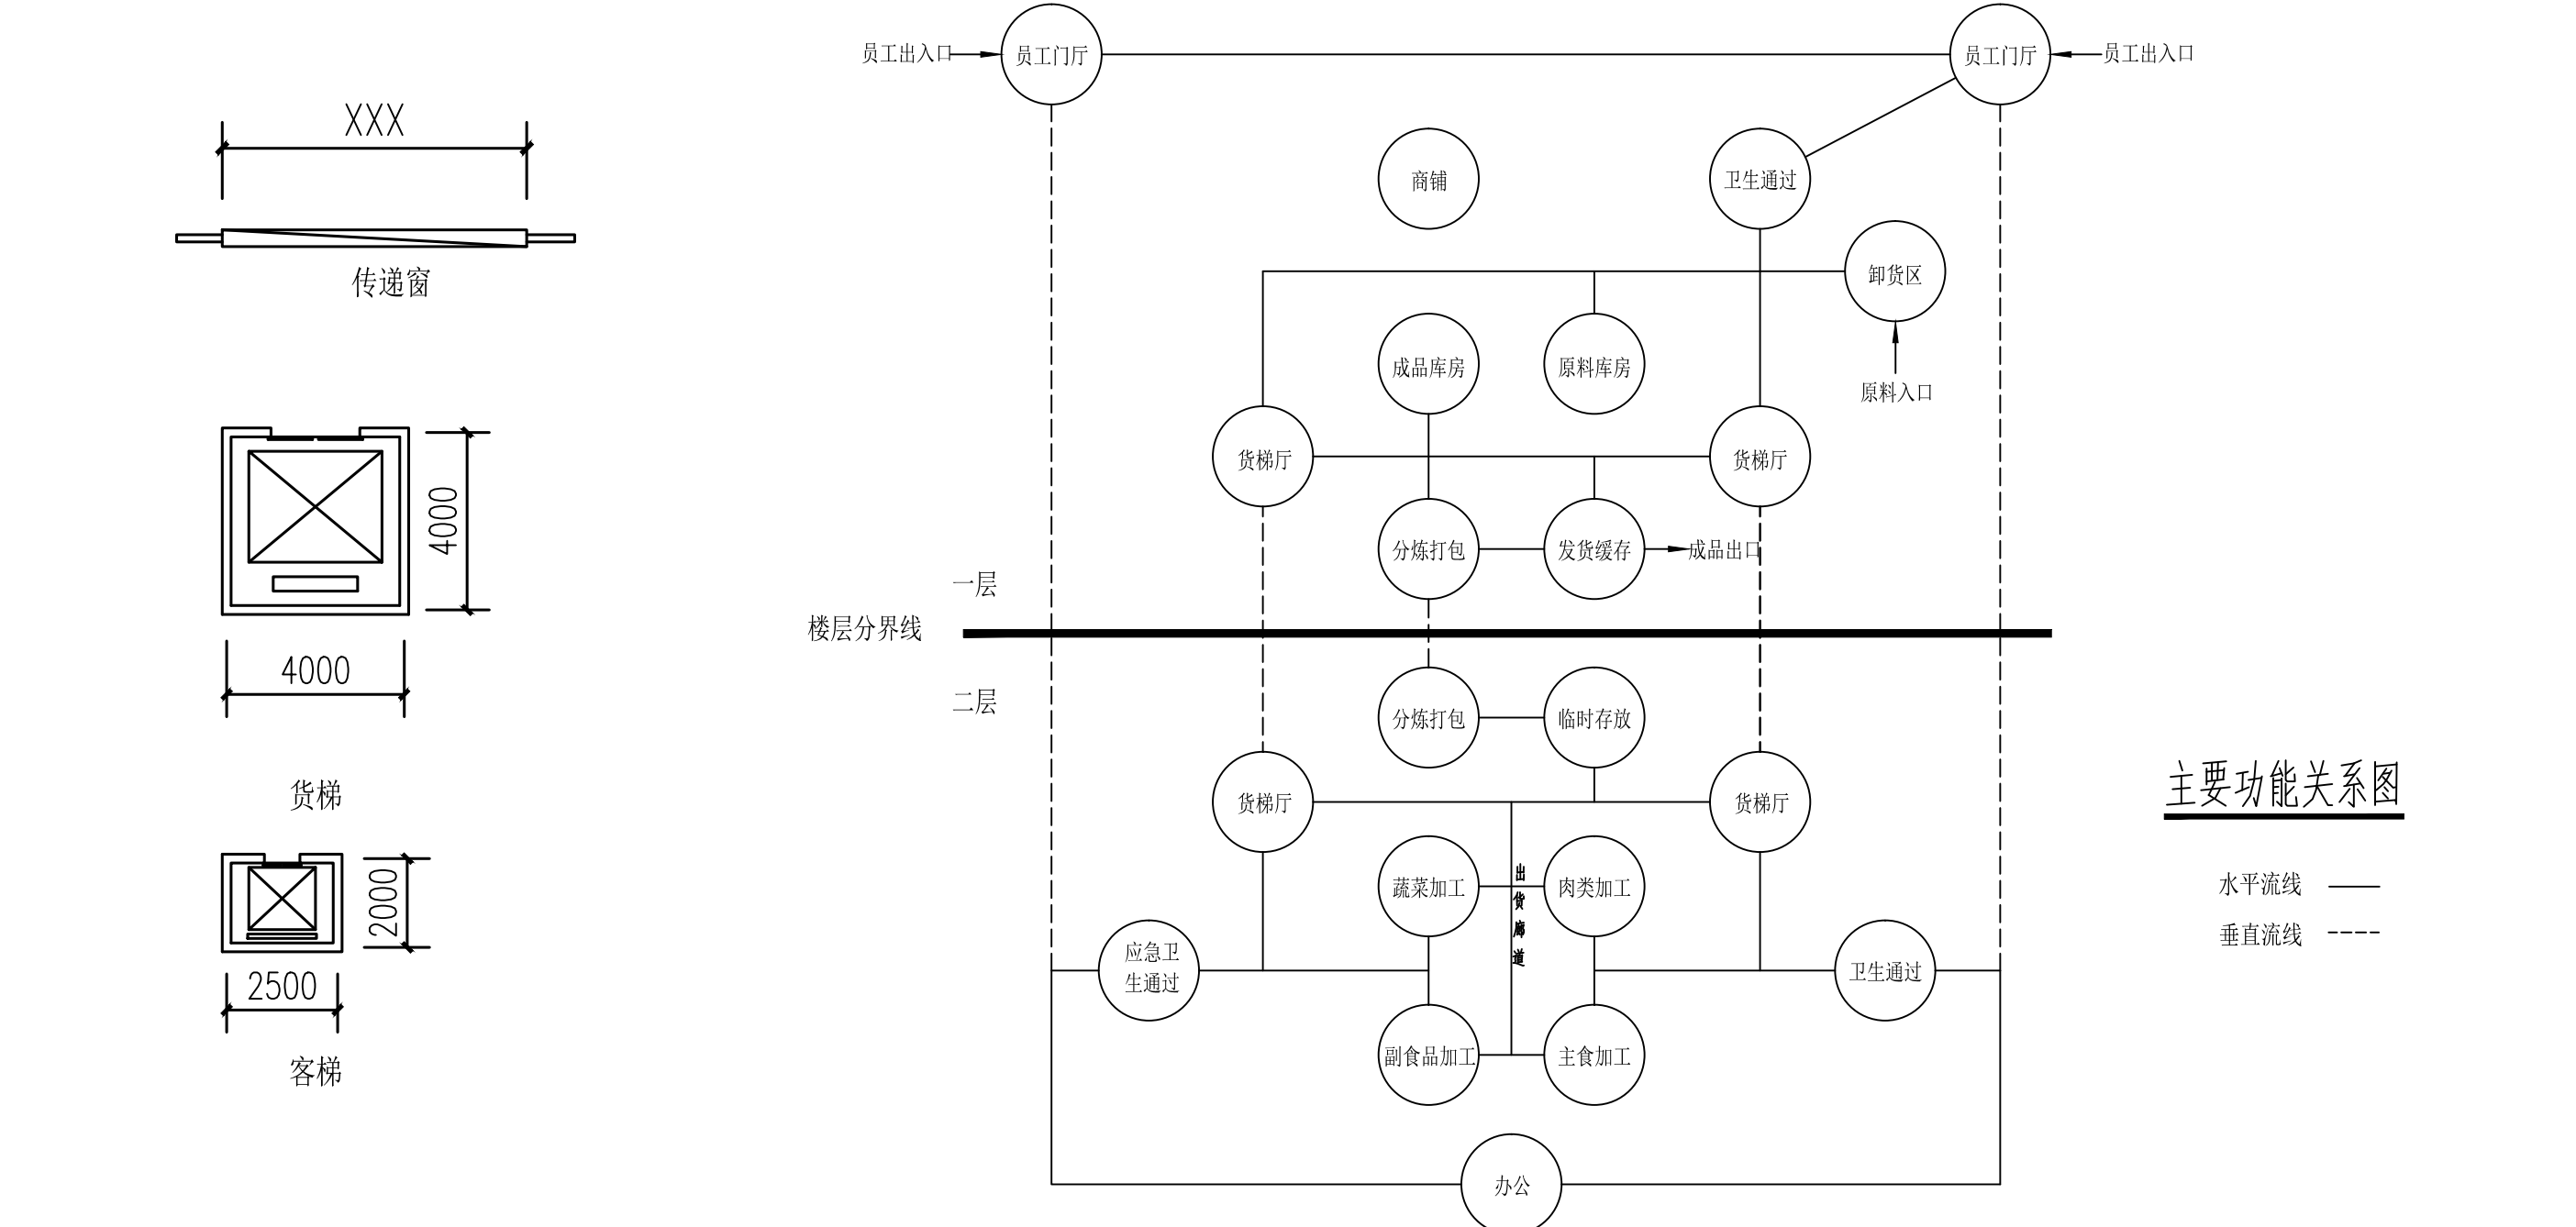 XXX
传递窗
4000
4000
货梯
2000
2500
客梯
员工出入口
员工门厅
员工门厅
员工出入口
商铺
卫生通过
卸货区
原料入口
成品库房
原料库房
货梯厅
货梯厅
分炼打包
发货缓存
成品出口
一层
楼层分界线
二层
分炼打包
临时存放
货梯厅
货梯厅
蔬菜加工
出货廊道
肉类加工
应急卫
生通过
卫生通过
副食品加工
主食加工
办公
主要功能关系图
水平流线
垂直流线